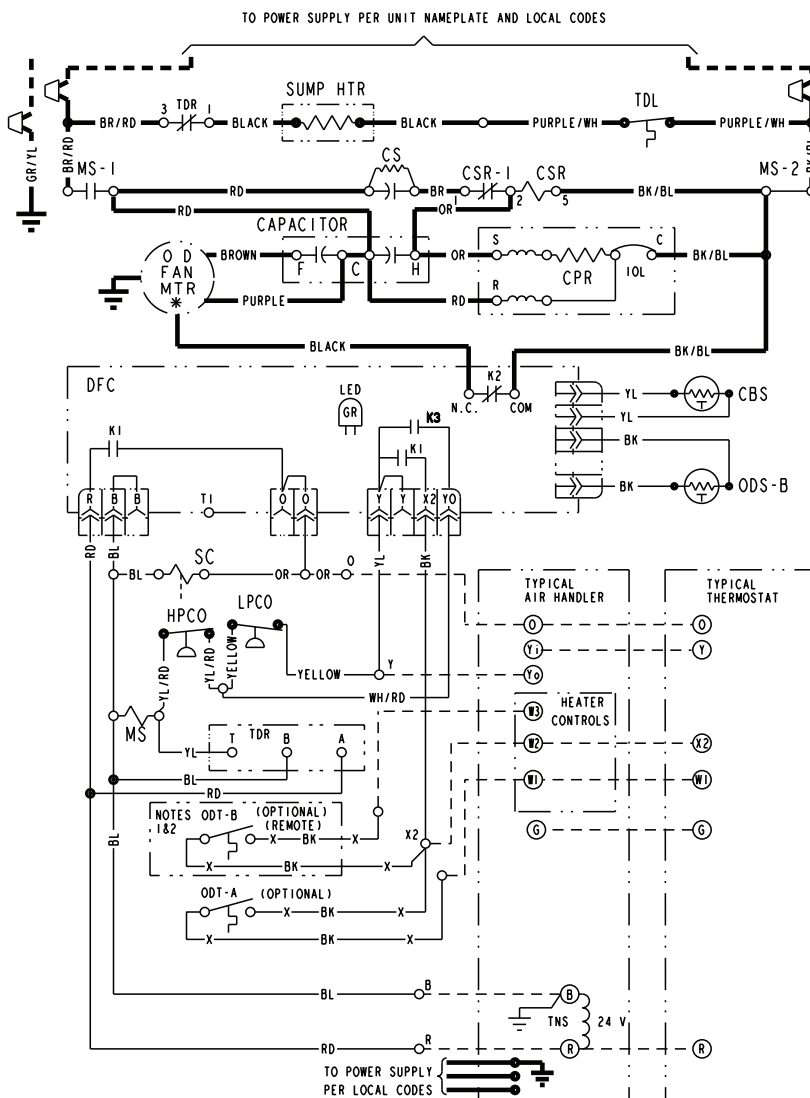 TO POWER SUPPLY PER UNIT NAMEPLATE AND LOCAL CODES
SUMP HTR
TDR
TDL
3
1
BR/RD
BLACK
BLACK
PURPLE/WH
PURPLE/WH
GR/YL
BR/RD
BK/BL
MS-1
CS
CSR-1
CSR
MS-2
RD
BR
1
2
5
BK/BL
RD
OR
CAPACITOR
O D
FAN
MTR
*
BROWN
F
C
H
OR
S
CPR
IOL
C
BK/BL
PURPLE
RD
R
BLACK
BK/BL
DFC
LED
GR
K2
N.C.
COM
YL
CBS
YL
BK
BK
ODS-B
K3
K1
K1
R
B
B
T1
O
O
Y
Y
X2
YO
RD
BL
YL
BK
SC
BL
OR
OR
O
TYPICAL
AIR HANDLER
TYPICAL
THERMOSTAT
HPCO
LPCO
O
O
Yi
Y
YL/RD
YL/RD
YELLOW
YELLOW
Y
Yo
WH/RD
W3
HEATER
CONTROLS
MS
TDR
T
B
A
YL
W2
X2
BL
RD
W1
W1
NOTES
1&2
ODT-B
(OPTIONAL)
(REMOTE)
X
BK
X
X2
G
G
BL
X
BK
X
ODT-A
(OPTIONAL)
X
BK
X
X
BK
X
BL
B
B
TNS
24 V
RD
R
R
R
TO POWER SUPPLY
PER LOCAL CODES